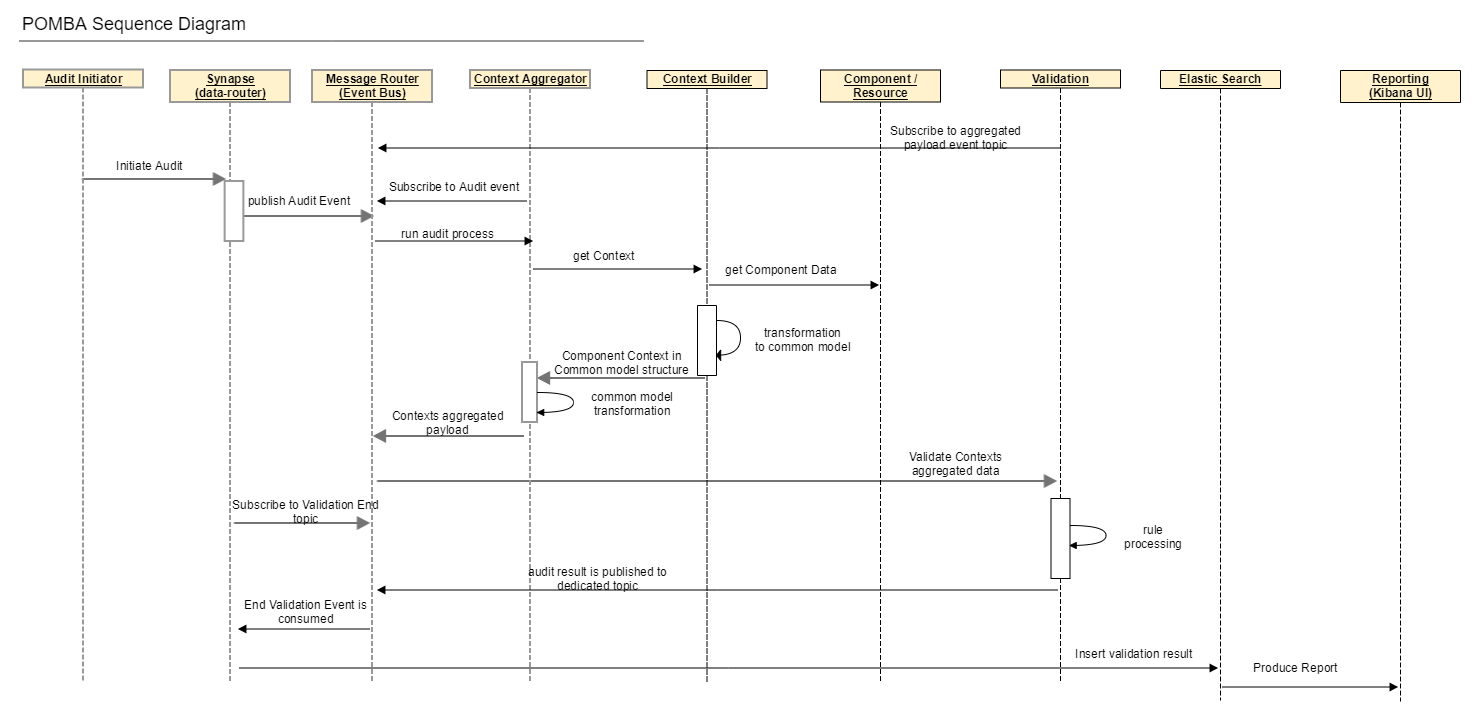 POMBA Sequence Diagram
Audit Initiator
Synapse
(data-router)
Message Router
(Event Bus)
Context Aggregator
Context Builder
Component /
Resource
Validation
Elastic Search
Reporting
(Kibana UI)
Subscribe to aggregated
payload event topic
Initiate Audit
Subscribe to Audit event
publish Audit Event
run audit process
get Context
get Component Data
transformation
to common model
Component Context in
Common model structure
common model
transformation
Contexts aggregated
payload
Validate Contexts
aggregated data
Subscribe to Validation End
topic
rule
processing
audit result is published to
dedicated topic
End Validation Event is
consumed
Insert validation result
Produce Report